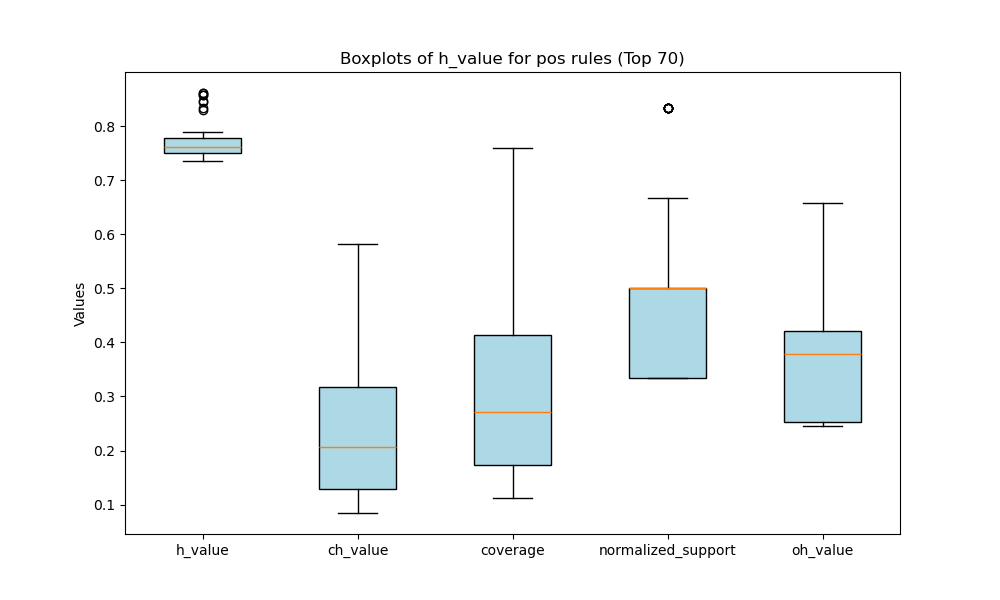 Boxplots of h_value for pos rules (Top 70)
Values
0.8
0.7
0.6
0.5
0.4
0.3
0.2
0.1
h_value ch_value coverage normalized_support oh_value